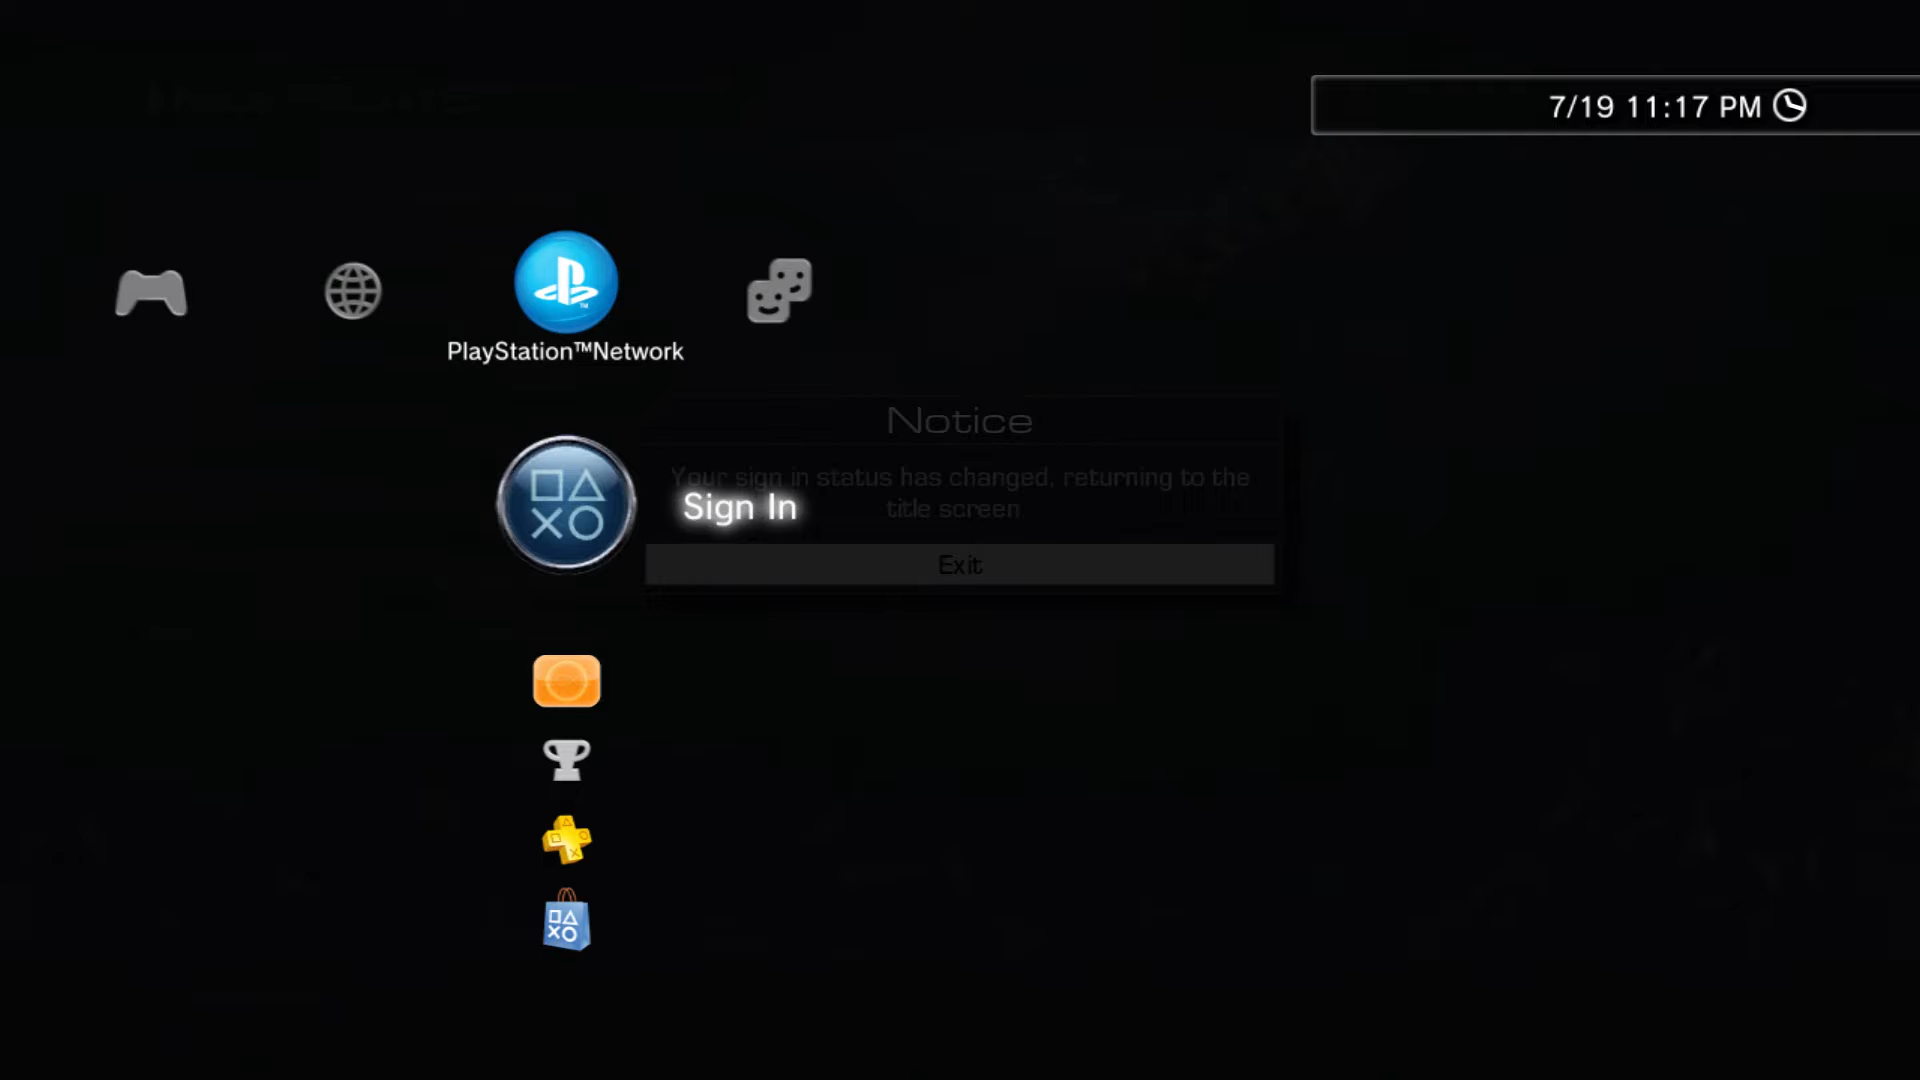 7/19 11:17 PM
PlayStation™Network
Notice
Your sign in status has changed, returning to the
title screen
Sign In
Exit